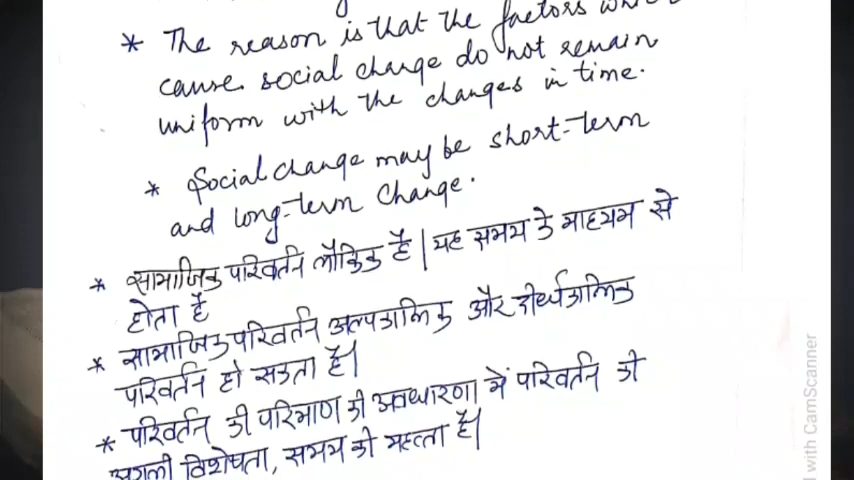 * The reason is that the factors
cause social change do not remain
uniform with the changes in time.
* Social change may be short-term
and long-term change.
* सामाजिक परिवर्तन लौकिक है | यह समय के माध्यम से
होता है
* सामाजिक परिवर्तन अल्पकालिक और दीर्घकालिक
परिवर्तन हो सकता है।
* परिवर्तन की परिमाण की अवधारणा में परिवर्तन की
अगली विशेषता, समय की महत्ता है।
d with CamScanner